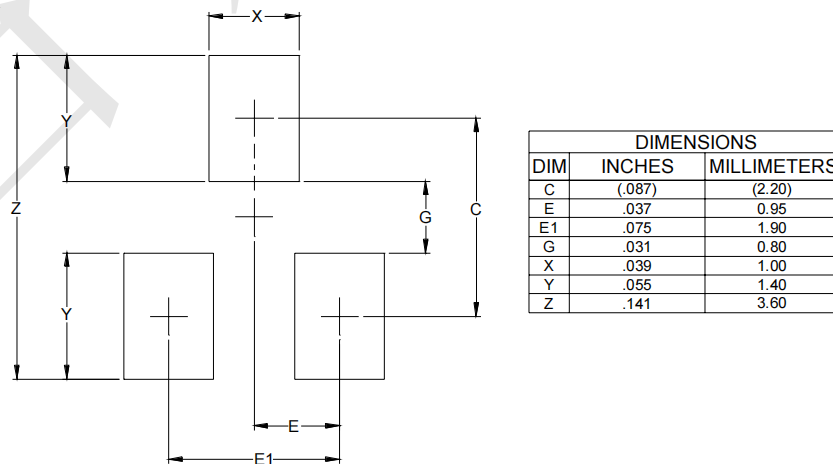 X
Y
Z
G
C
Y
E
E1
DIMENSIONS
DIM INCHES MILLIMETERS
C (.087) (2.20)
E .037 0.95
E1 .075 1.90
G .031 0.80
X .039 1.00
Y .055 1.40
Z .141 3.60